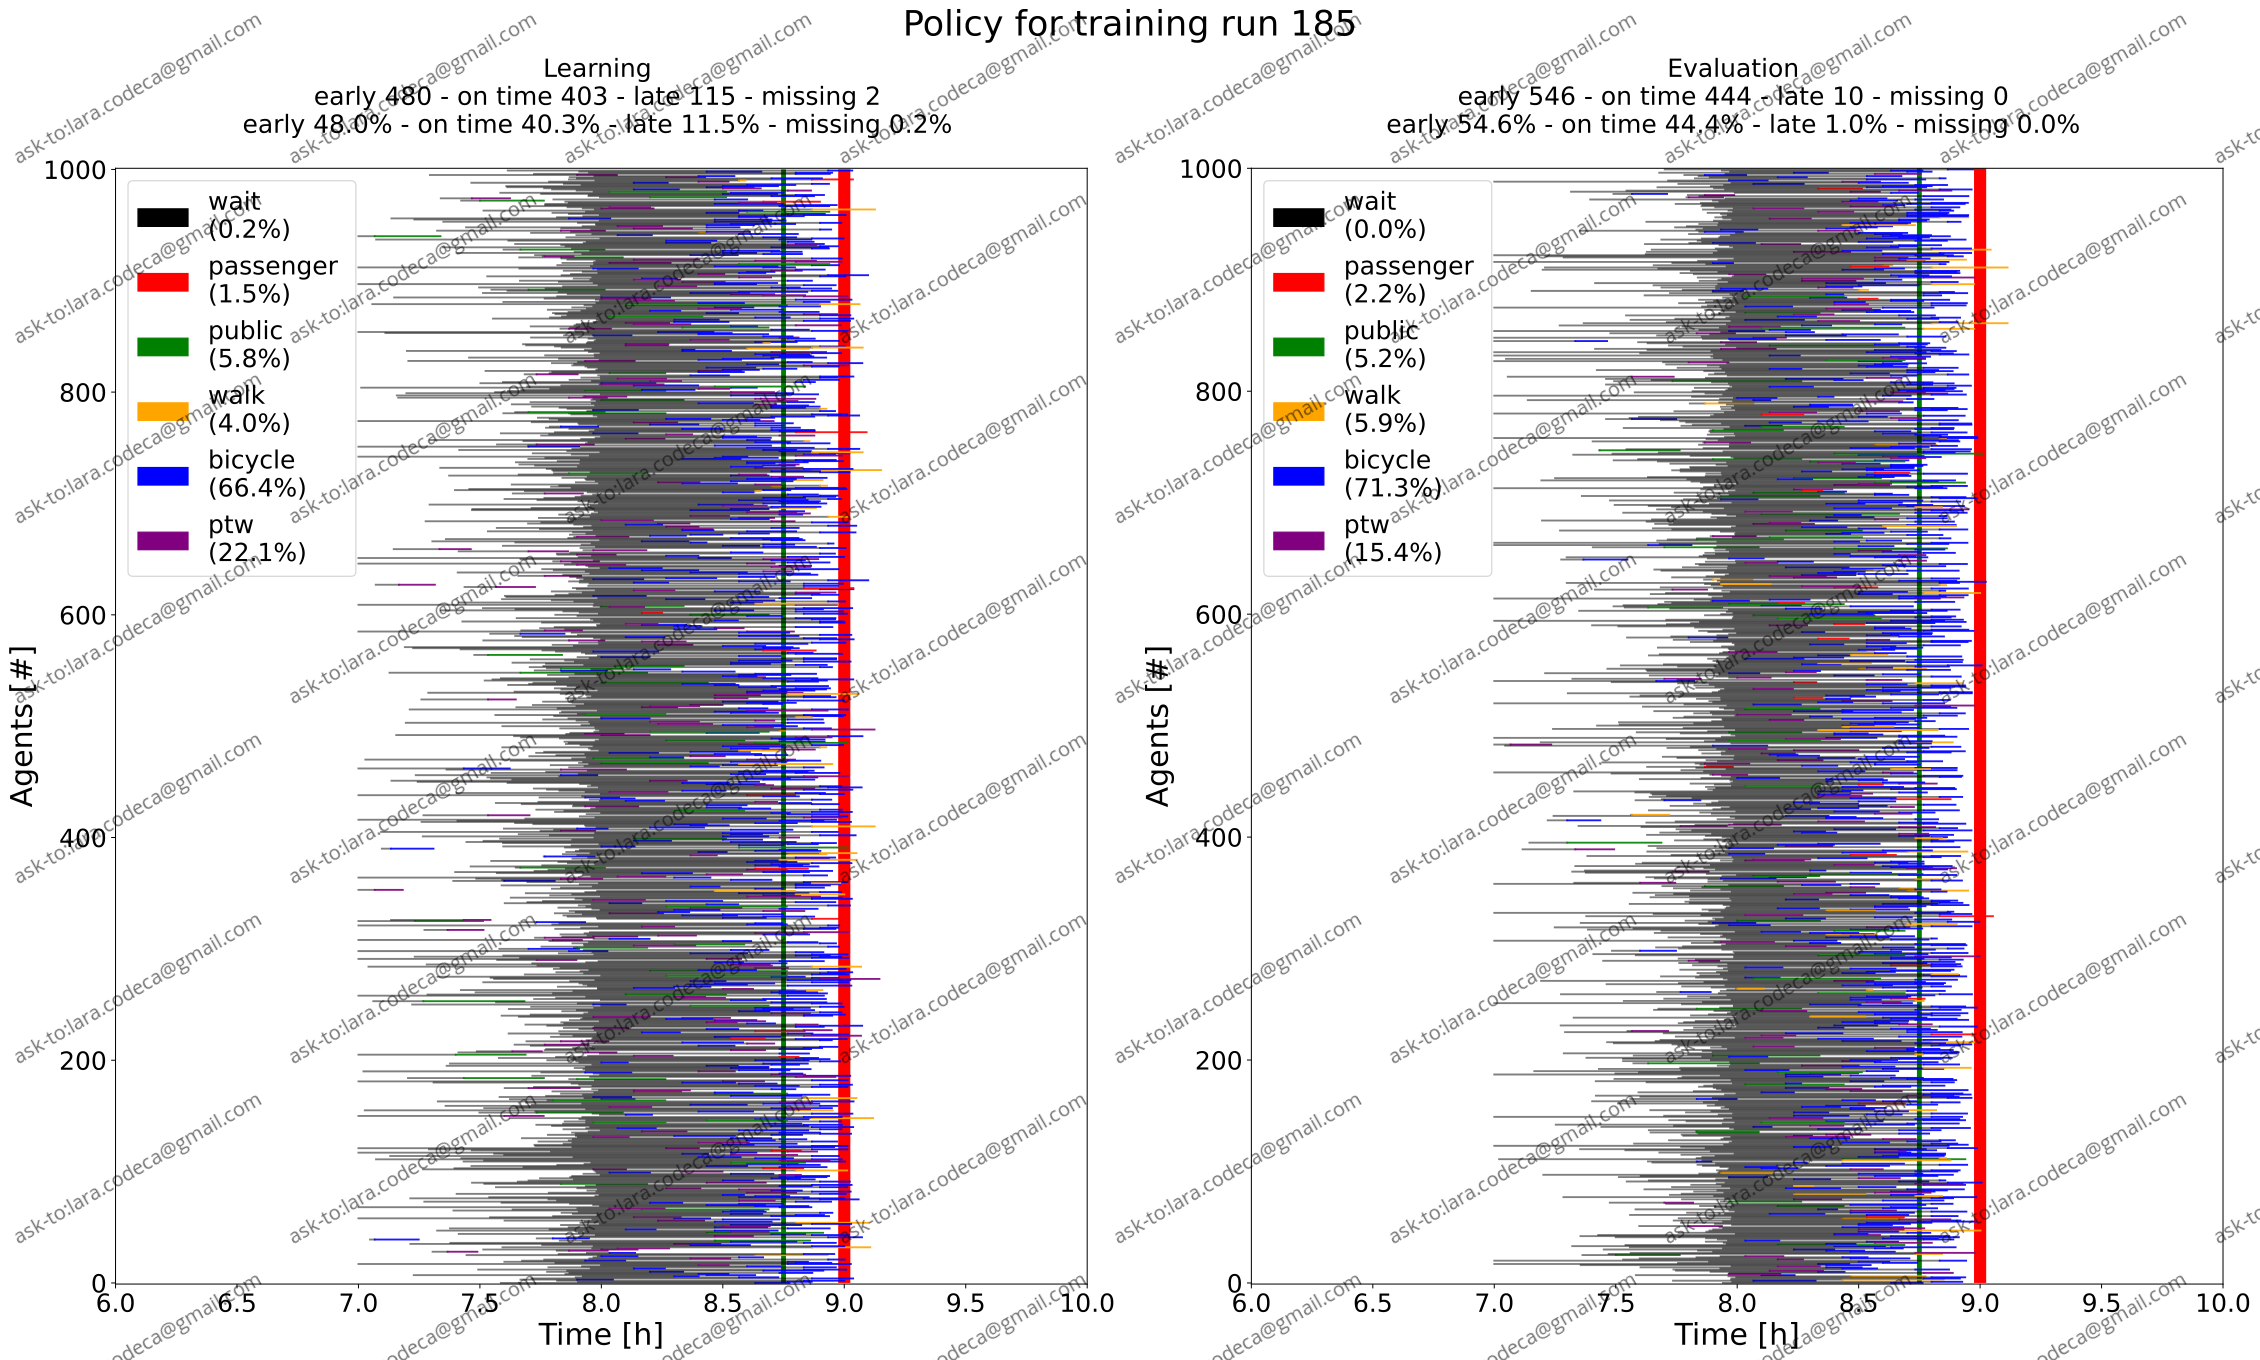 Policy for training run 185
Learning
early 480 - on time 403 - late 115 - missing 2
early 48.0% - on time 40.3% - late 11.5% - missing 0.2%
Agents [#]
1000
800
600
400
200
0
wait
(0.2%)
passenger
(1.5%)
public
(5.8%)
walk
(4.0%)
bicycle
(66.4%)
ptw
(22.1%)
6.0 6.5 7.0 7.5 8.0 8.5 9.0 9.5 10.0
Time [h]
Evaluation
early 546 - on time 444 - late 10 - missing 0
early 54.6% - on time 44.4% - late 1.0% - missing 0.0%
Agents [#]
1000
800
600
400
200
0
wait
(0.0%)
passenger
(2.2%)
public
(5.2%)
walk
(5.9%)
bicycle
(71.3%)
ptw
(15.4%)
6.0 6.5 7.0 7.5 8.0 8.5 9.0 9.5 10.0
Time [h]
ask-to:lara.codeca@gmail.com